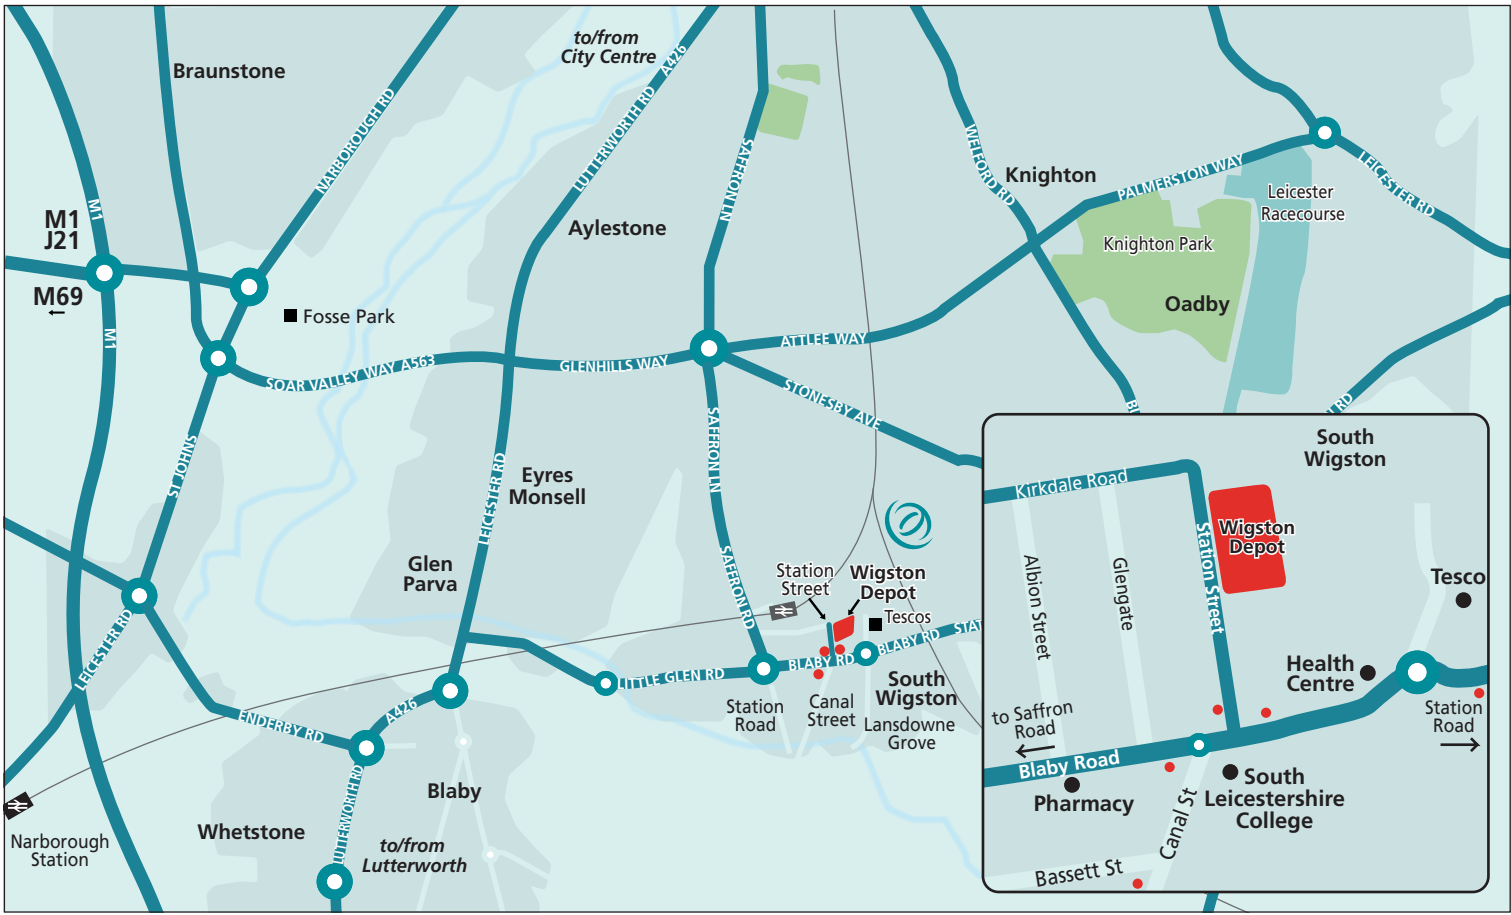 to/from
City Centre
Braunstone
NARBOROUGH RD
LUTTERWORTH RD
A426
SAFFRON LN
WELFORD RD
Knighton
PALMERSTON WAY
LEICESTER RD
Leicester
Racecourse
M1
M1
J21
M69
←
M1
Aylestone
Knighton Park
Oadby
Fosse Park
SOAR VALLEY WAY A563
GLENHILLS WAY
ATTLEE WAY
STONESBY AVE
ST JOHNS
SAFFRON LN
LEICESTER RD
Eyres
Monsell
Glen
Parva
SAFFRON RD
Station
Street
Wigston
Depot
Tescos
LEICESTER RD
ENDERBY RD
A426
LITTLE GLEN RD
BLABY RD
BLABY RD
STAT
Station
Road
Canal
Street
South
Wigston
Lansdowne
Grove
LUTTERWORTH RD
Blaby
Whetstone
to/from
Lutterworth
Narborough
Station
RD
South
Wigston
Kirkdale Road
Station Street
Wigston
Depot
Albion Street
Glengate
Tesco
Health
Centre
to Saffron
Road
←
Station
Road
→
Blaby Road
Pharmacy
South
Leicestershire
College
Canal St
Bassett St